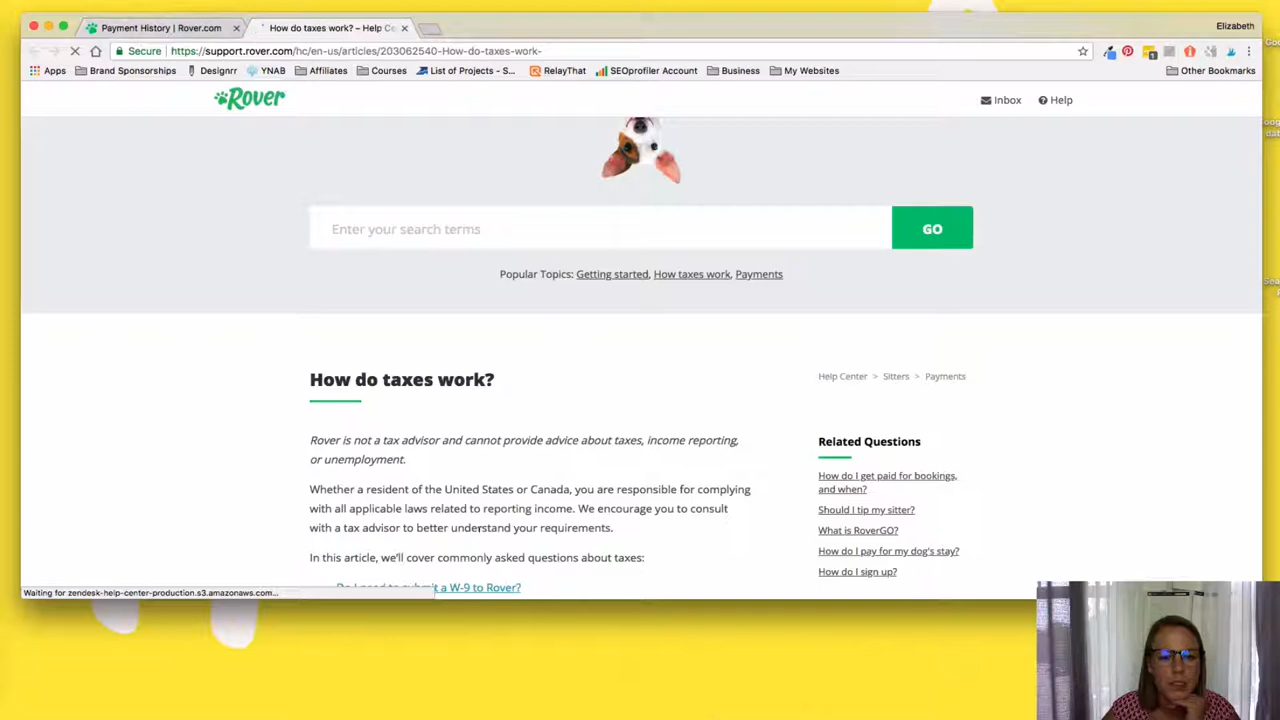 Payment History | Rover.com
How do taxes work? – Help Ce
Elizabeth
Secure
https://support.rover.com/hc/en-us/articles/203062540-How-do-taxes-work-
Apps
Brand Sponsorships
Designrr
YNAB
Affiliates
Courses
List of Projects - S...
RelayThat
SEOprofiler Account
Business
My Websites
Other Bookmarks
Rover
Inbox
Help
Enter your search terms
GO
Popular Topics: Getting started, How taxes work, Payments
How do taxes work?
Help Center > Sitters > Payments
Rover is not a tax advisor and cannot provide advice about taxes, income reporting,
or unemployment.
Whether a resident of the United States or Canada, you are responsible for complying
with all applicable laws related to reporting income. We encourage you to consult
with a tax advisor to better understand your requirements.
In this article, we'll cover commonly asked questions about taxes:
Do I need to submit a W-9 to Rover?
Related Questions
How do I get paid for bookings,
and when?
Should I tip my sitter?
What is RoverGO?
How do I pay for my dog's stay?
How do I sign up?
Waiting for zendesk-help-center-production.s3.amazonaws.com...